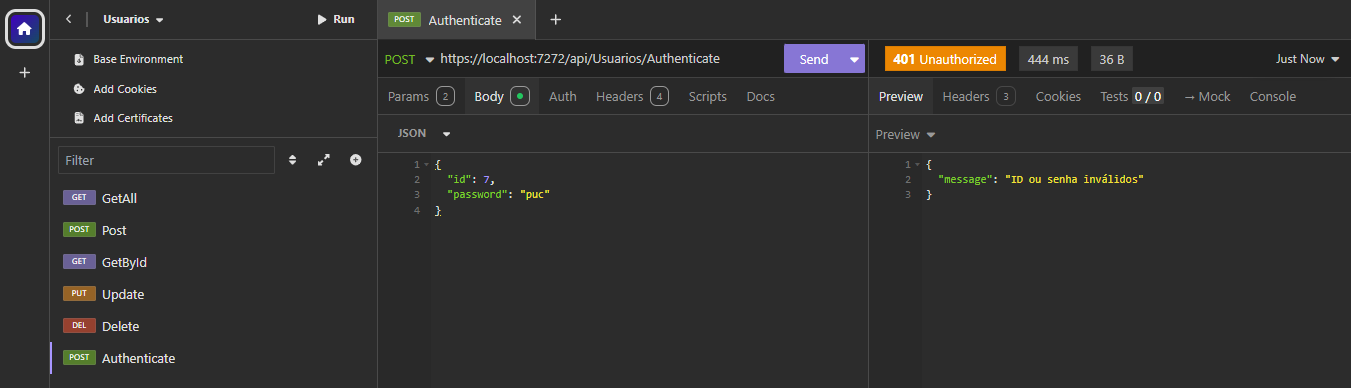 Usuarios
Run
Base Environment
Add Cookies
Add Certificates
Filter
GET GetAll
POST Post
GET GetById
PUT Update
DEL Delete
POST Authenticate
POST Authenticate
POST https://localhost:7272/api/Usuarios/Authenticate
Send
Params 2 Body Auth Headers 4 Scripts Docs
JSON
1 {
2 "id": 7,
3 "password": "puc"
4 }
401 Unauthorized 444 ms 36 B Just Now
Preview Headers 3 Cookies Tests 0 / 0 → Mock Console
Preview
1 {
2 "message": "ID ou senha inválidos"
3 }